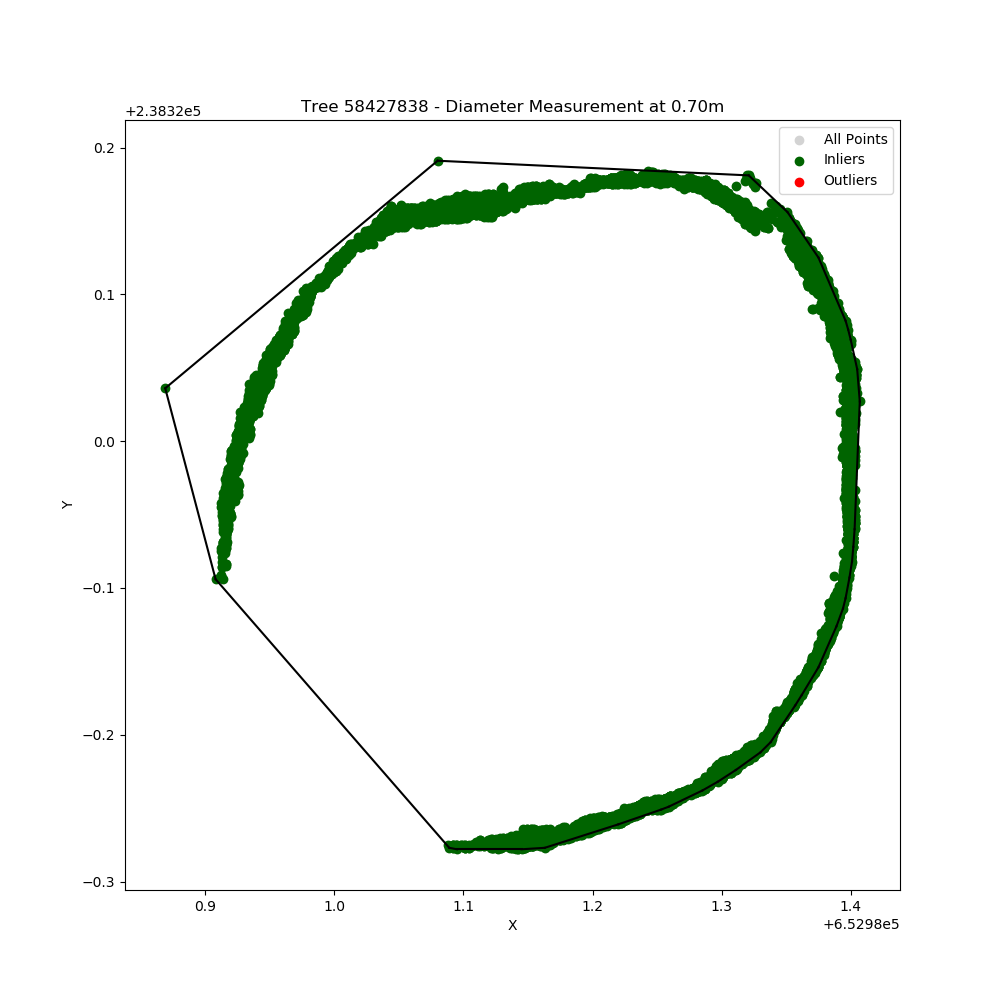 Tree 58427838 - Diameter Measurement at 0.70m
+2.3832e5
All Points
Inliers
Outliers
0.2
0.1
0.0
−0.1
−0.2
−0.3
Y
0.9 1.0 1.1 1.2 1.3 1.4
X
+6.5298e5